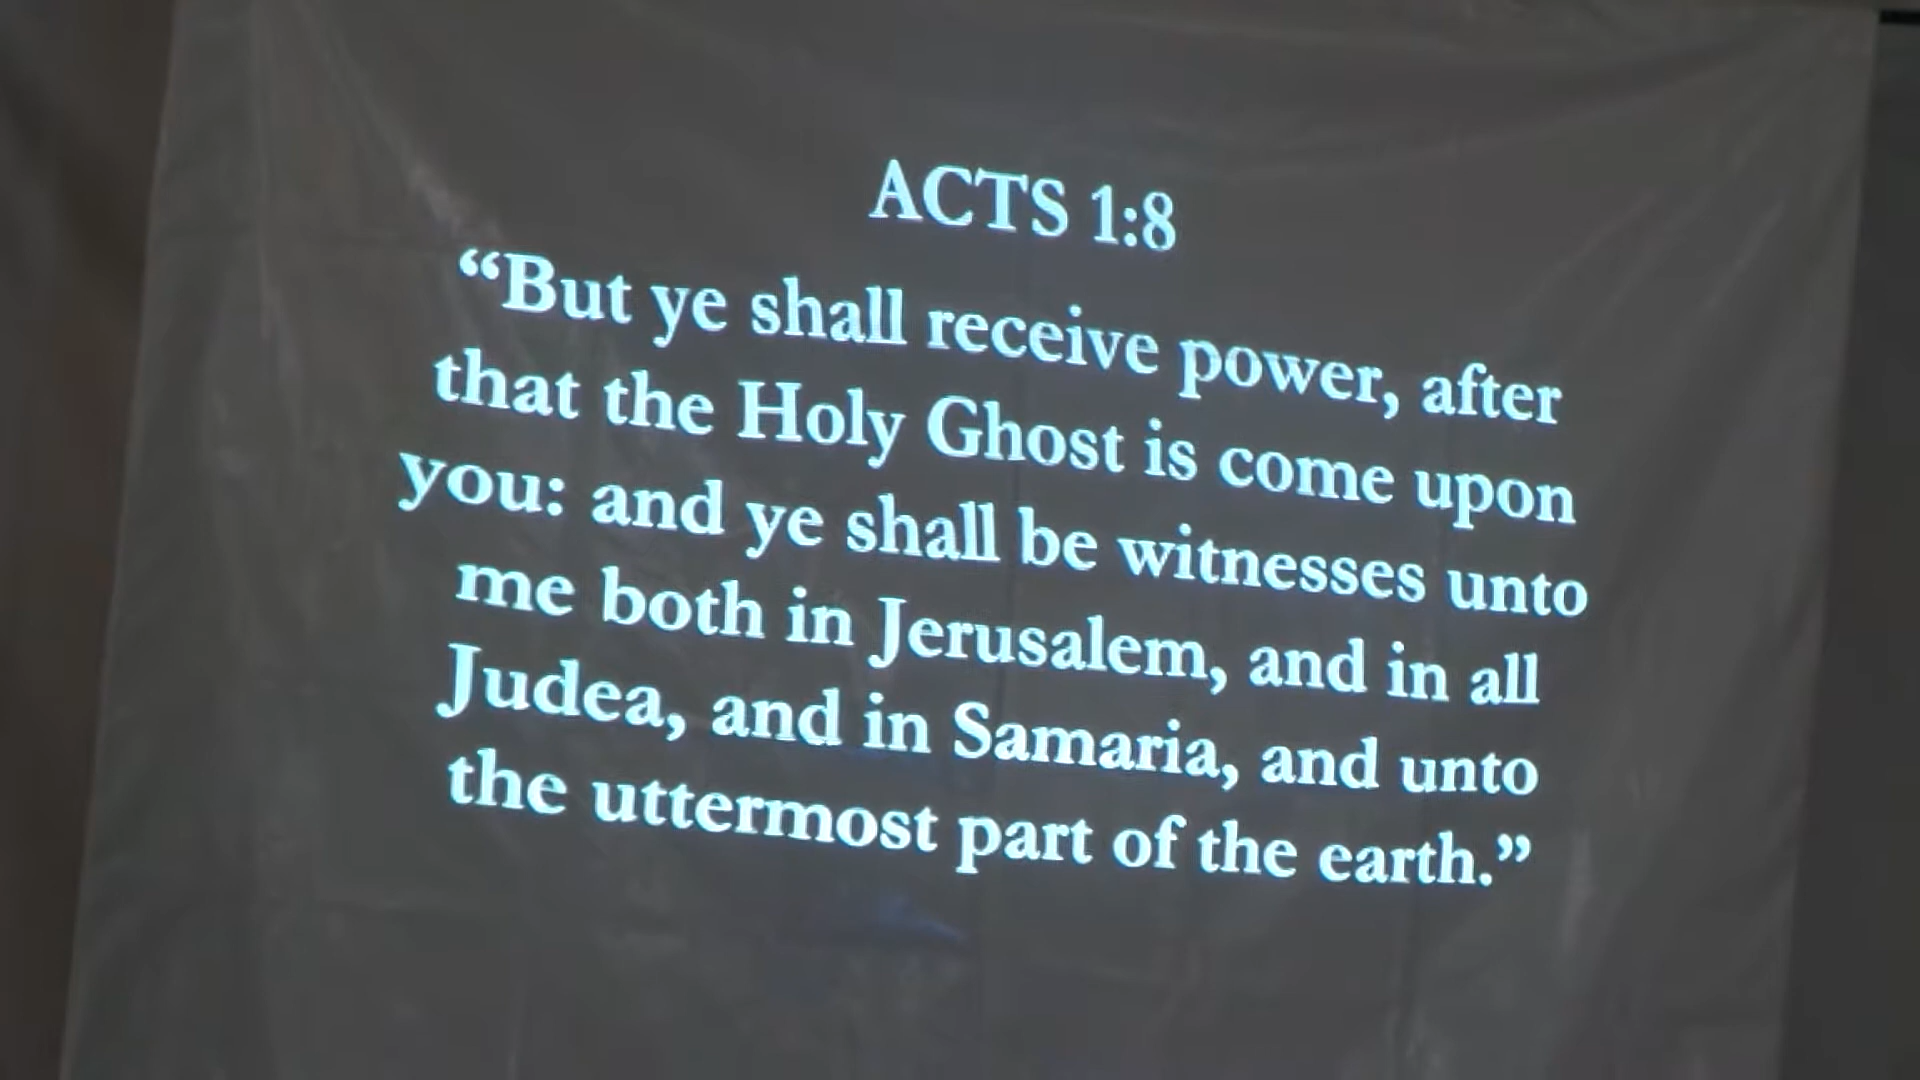 ACTS 1:8
“But ye shall receive power, after
that the Holy Ghost is come upon
you: and ye shall be witnesses unto
me both in Jerusalem, and in all
Judea, and in Samaria, and unto
the uttermost part of the earth.”